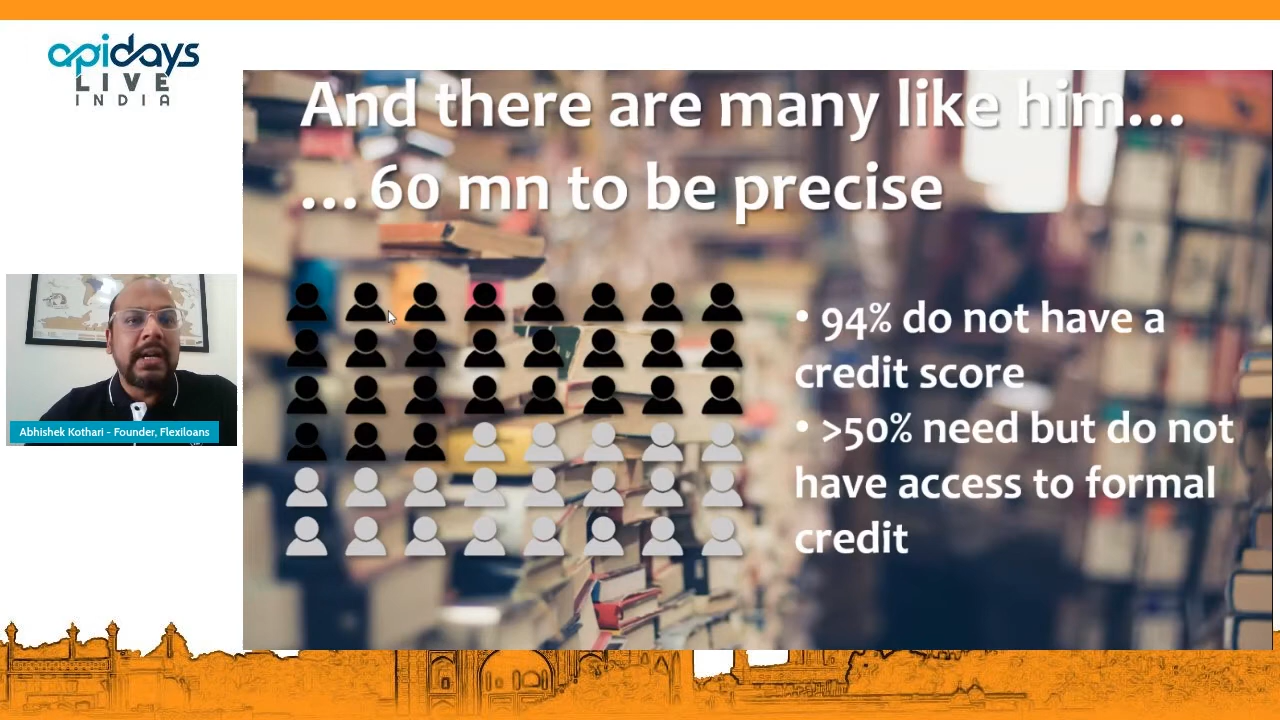 apidays
LIVE
INDIA
And there are many like him...
...60 mn to be precise
• 94% do not have a
credit score
• >50% need but do not
have access to formal
credit
Abhishek Kothari - Founder, Flexiloans